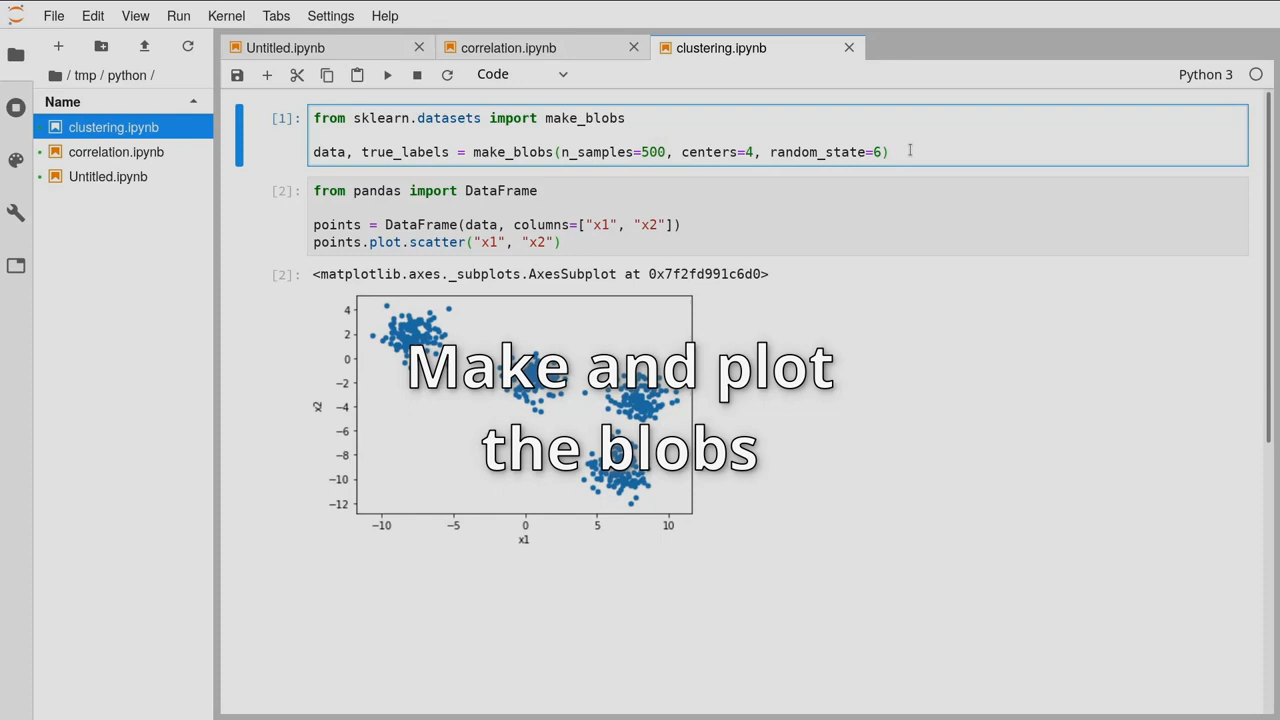 File Edit View Run Kernel Tabs Settings Help
Untitled.ipynb
correlation.ipynb
clustering.ipynb
Code
Python 3
/ tmp / python /
Name
clustering.ipynb
correlation.ipynb
Untitled.ipynb
[1]:
from sklearn.datasets import make_blobs
data, true_labels = make_blobs(n_samples=500, centers=4, random_state=6)
[2]:
from pandas import DataFrame
points = DataFrame(data, columns=["x1", "x2"])
points.plot.scatter("x1", "x2")
[2]:
<matplotlib.axes._subplots.AxesSubplot at 0x7f2fd991c6d0>
4
2
0
−2
−4
−6
−8
−10
−12
x2
−10 −5 0 5 10
x1
Make and plot
the blobs